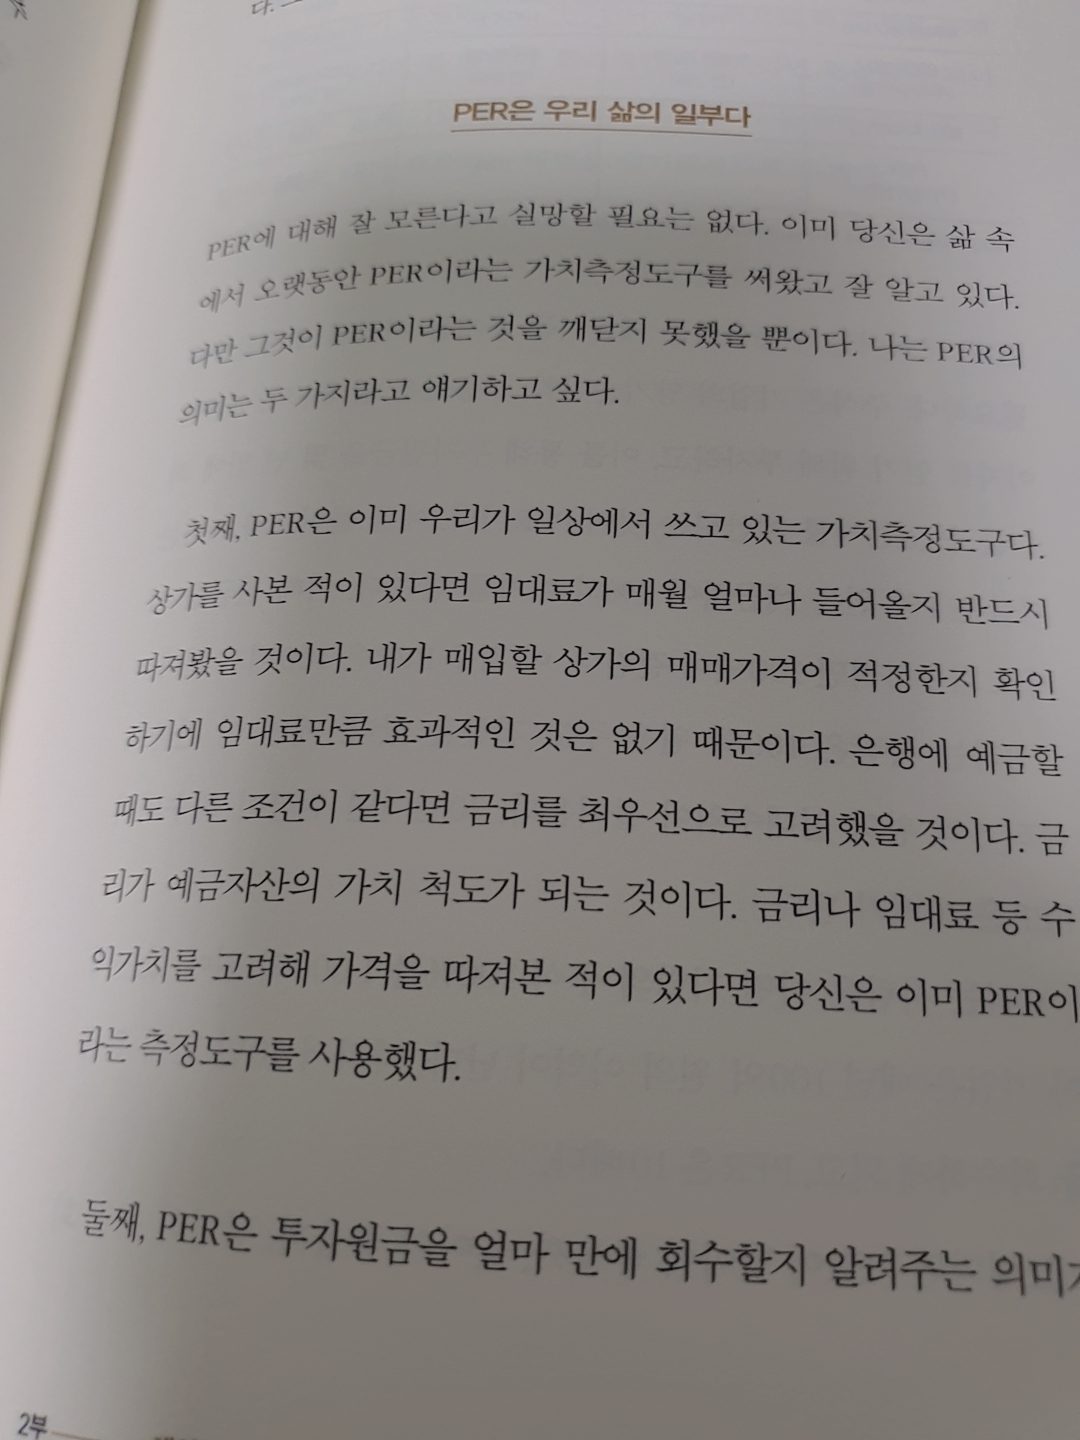 다.
PER은 우리 삶의 일부다
PER에 대해 잘 모른다고 실망할 필요는 없다. 이미 당신은 삶 속
에서 오랫동안 PER이라는 가치측정도구를 써왔고 잘 알고 있다.
다만 그것이 PER이라는 것을 깨닫지 못했을 뿐이다. 나는 PER의
의미는 두 가지라고 얘기하고 싶다.
첫째, PER은 이미 우리가 일상에서 쓰고 있는 가치측정도구다.
상가를 사본 적이 있다면 임대료가 매월 얼마나 들어올지 반드시
따져봤을 것이다. 내가 매입할 상가의 매매가격이 적정한지 확인
하기에 임대료만큼 효과적인 것은 없기 때문이다. 은행에 예금할
때도 다른 조건이 같다면 금리를 최우선으로 고려했을 것이다. 금
리가 예금자산의 가치 척도가 되는 것이다. 금리나 임대료 등 수
익가치를 고려해 가격을 따져본 적이 있다면 당신은 이미 PER이
라는 측정도구를 사용했다.
둘째, PER은 투자원금을 얼마 만에 회수할지 알려주는 의미
2부